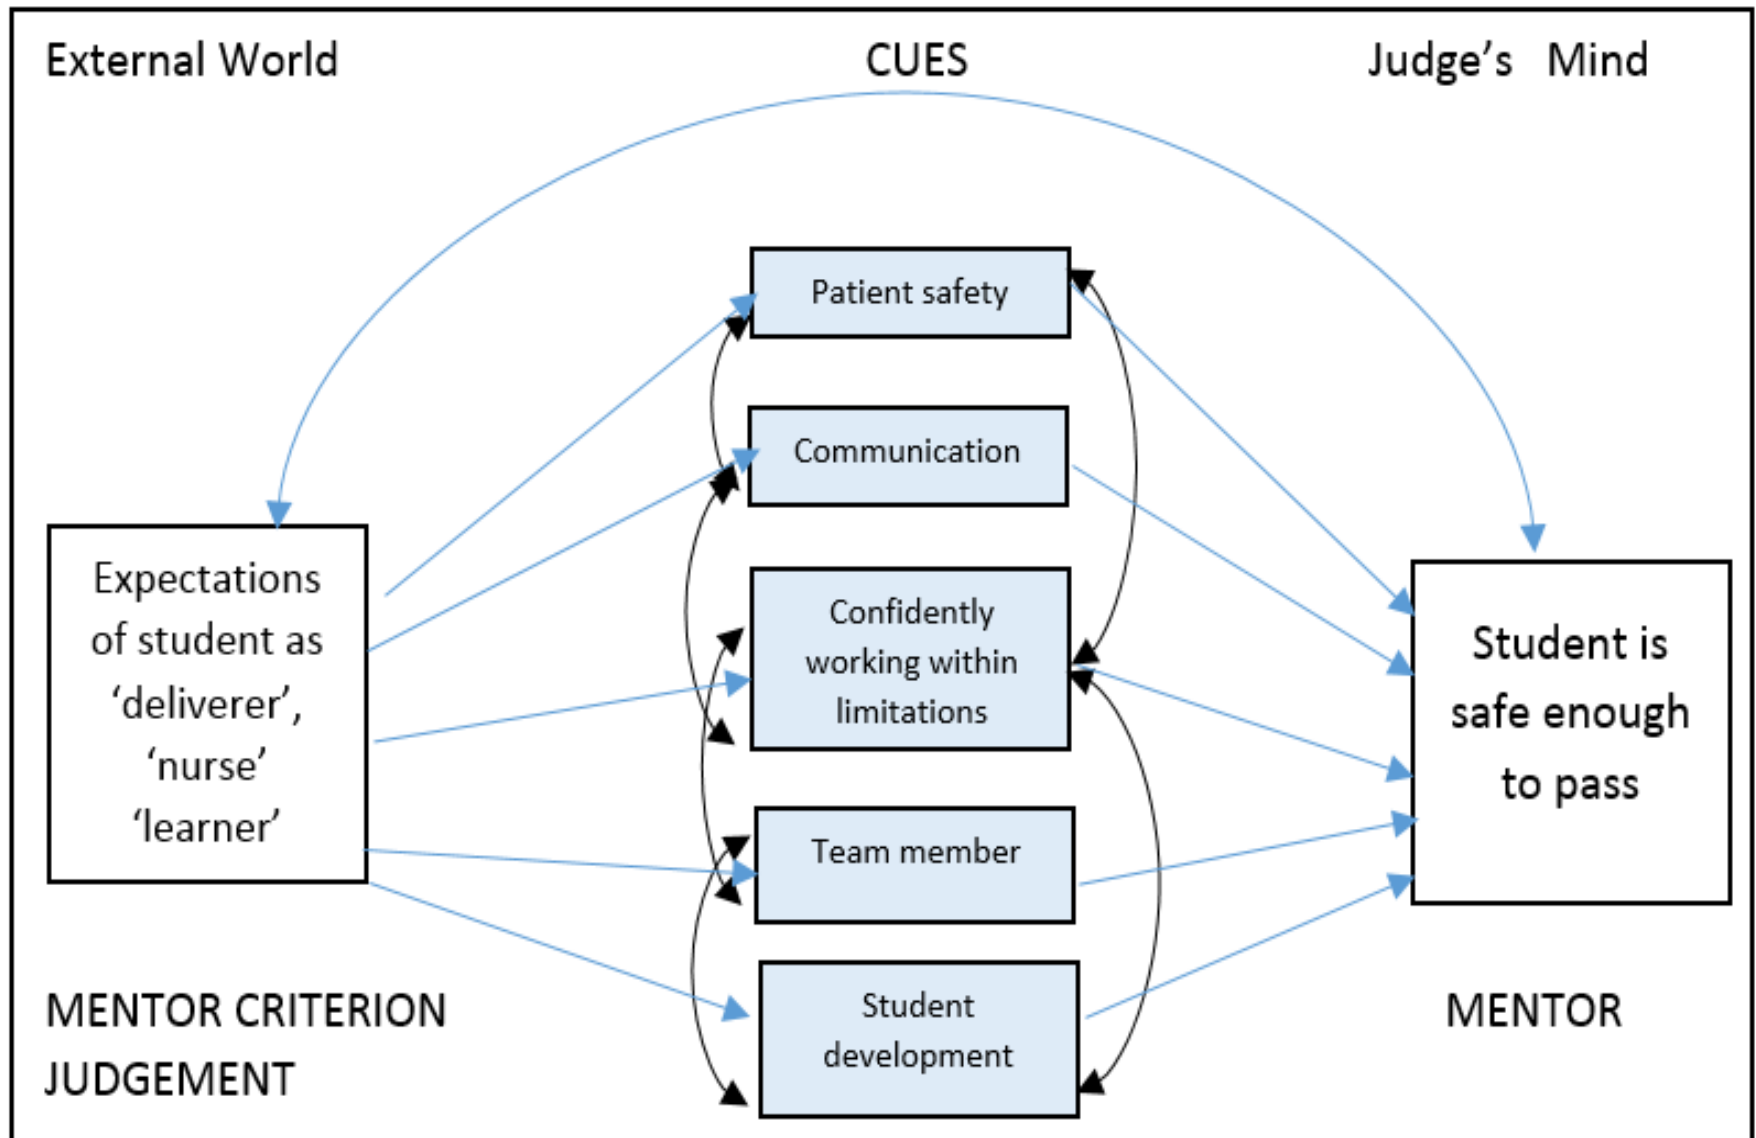 External World
CUES
Judge’s Mind
Patient safety
Communication
Confidently
working within
limitations
Team member
Student
development
Expectations
of student as
‘deliverer’,
‘nurse’
‘learner’
Student is
safe enough
to pass
MENTOR CRITERION
JUDGEMENT
MENTOR